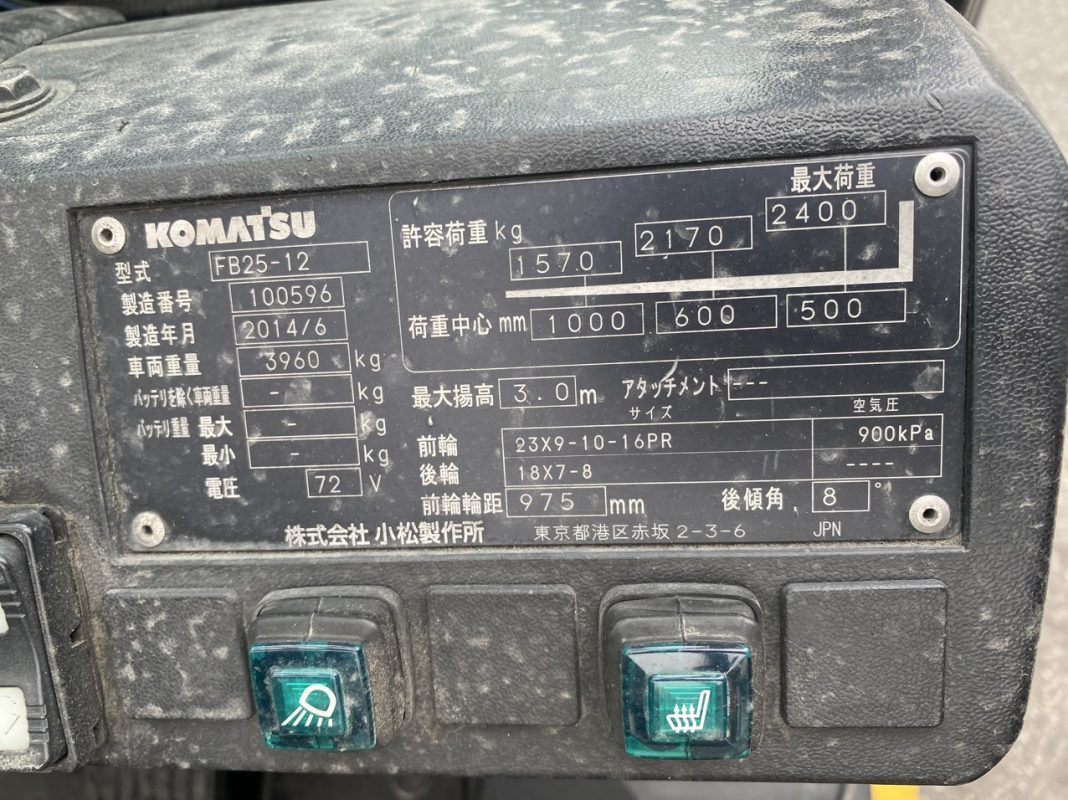 KOMATSU
型式 FB25-12
製造番号 100596
製造年月 2014/6
車両重量 3960 kg
バッテリを除く車両重量 - kg
バッテリ重量 最大 - kg
最小 - kg
電圧 72 V
最大荷重
許容荷重 kg 1570 2170 2400
荷重中心 mm 1000 600 500
最大揚高 3.0 m アタッチメント ---
サイズ 空気圧
前輪 23X9-10-16PR 900kPa
後輪 18X7-8 ----
前輪輪距 975 mm 後傾角 8 °
株式会社 小松製作所 東京都港区赤坂2-3-6 JPN